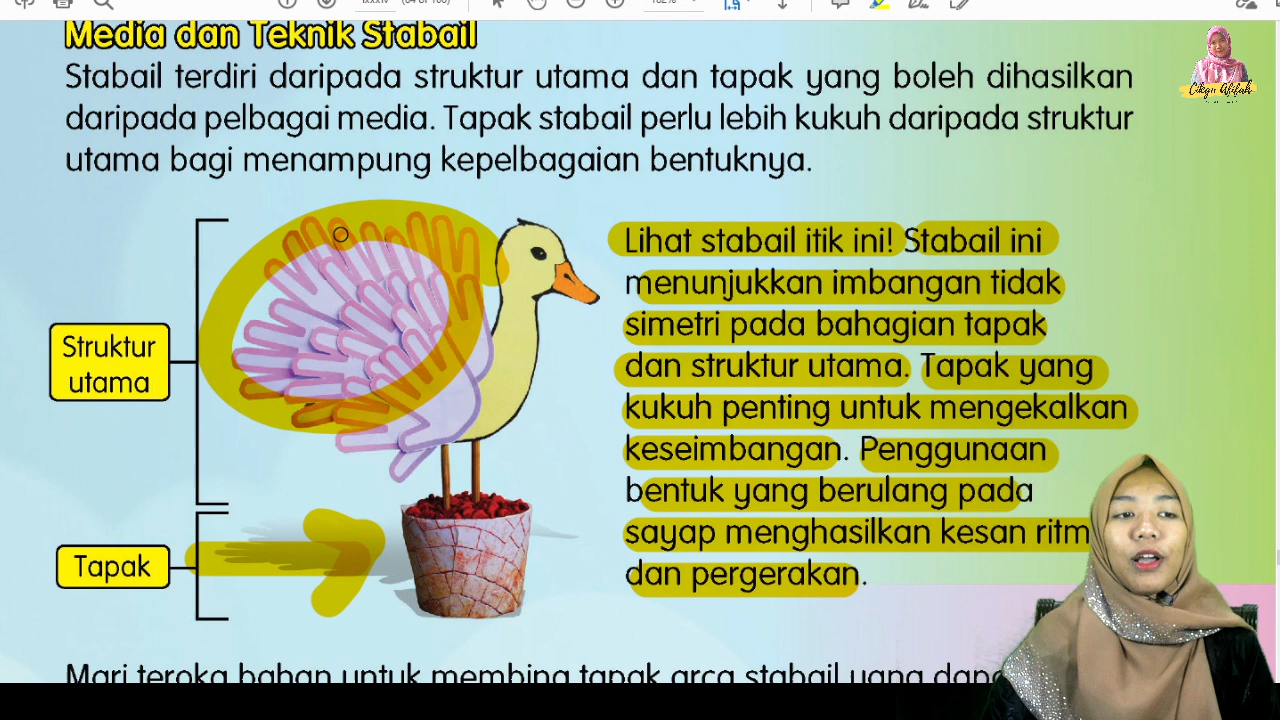 Media dan Teknik Stabail
Stabail terdiri daripada struktur utama dan tapak yang boleh dihasilkan
daripada pelbagai media. Tapak stabail perlu lebih kukuh daripada struktur
utama bagi menampung kepelbagaian bentuknya.
Struktur
utama
Tapak
Lihat stabail itik ini! Stabail ini
menunjukkan imbangan tidak
simetri pada bahagian tapak
dan struktur utama. Tapak yang
kukuh penting untuk mengekalkan
keseimbangan. Penggunaan
bentuk yang berulang pada
sayap menghasilkan kesan ritma
dan pergerakan.
Mari teroka bahan untuk membina tapak arca stabail yang
Cikgu Afifah